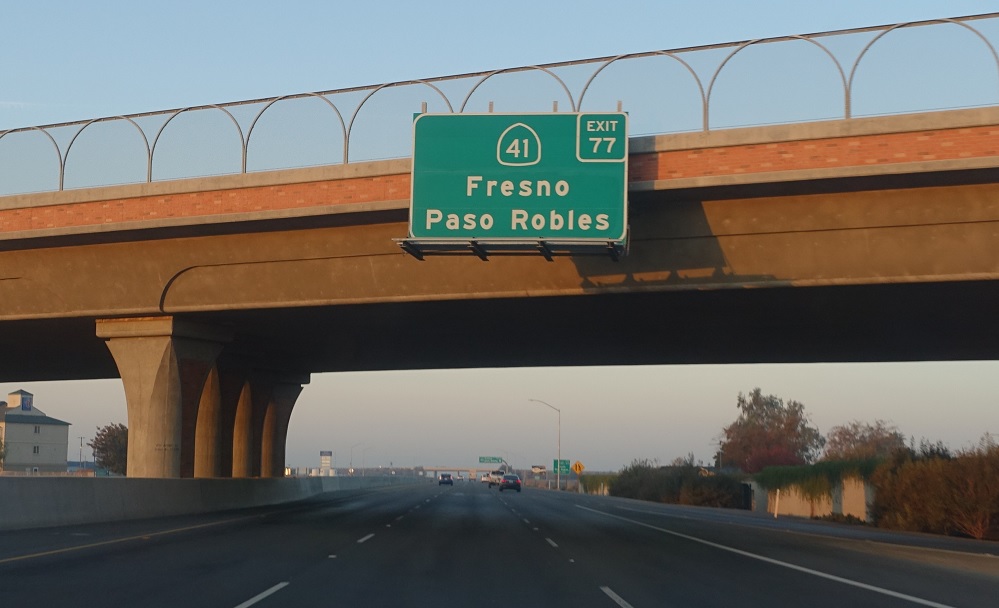 41
EXIT
77
Fresno
Paso Robles